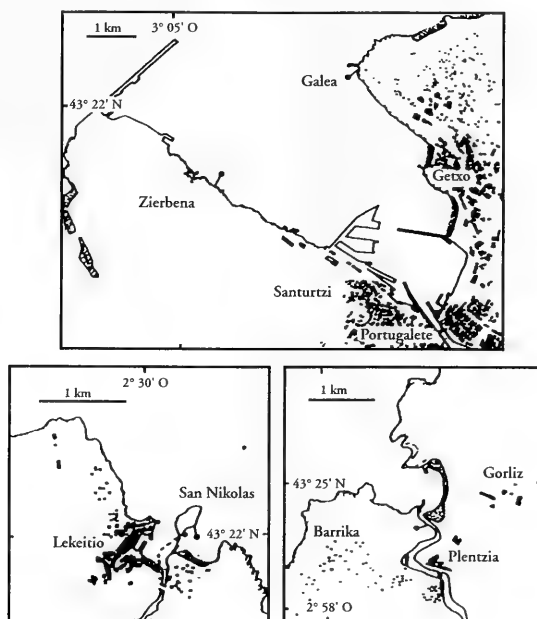 1 km
3° 05' O
Galea
43° 22' N
Getxo
Zierbena
Santurtzi
Portugalete
2° 30' O
1 km
San Nikolas
Lekeitio
43° 22' N
1 km
43° 25' N
Gorliz
Barrika
Plentzia
2° 58' O